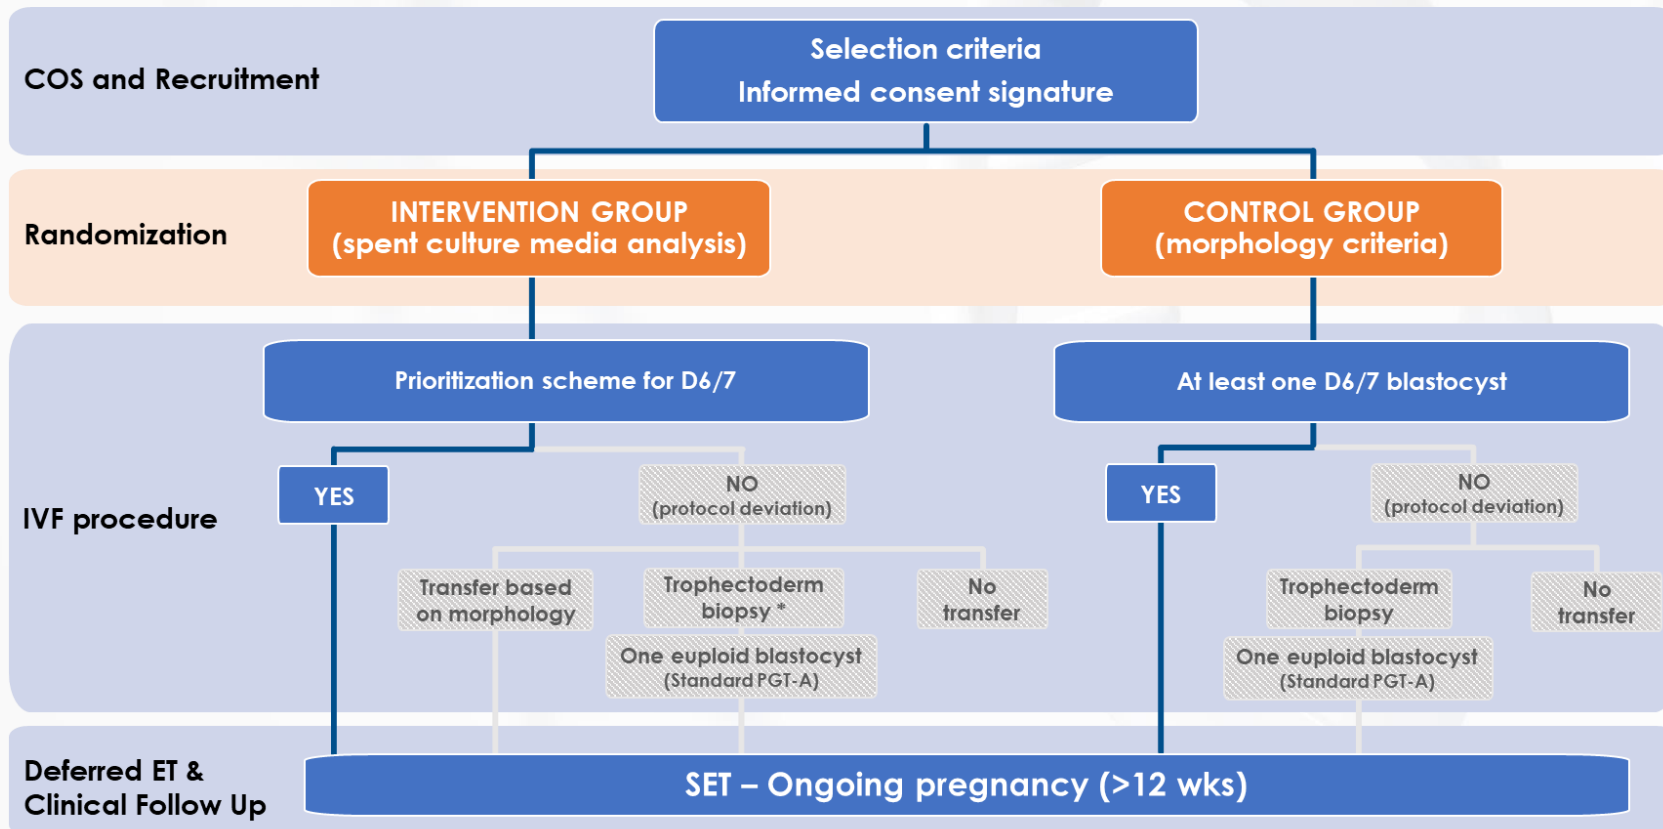 COS and Recruitment
Selection criteria
Informed consent signature
Randomization
INTERVENTION GROUP
(spent culture media analysis)
CONTROL GROUP
(morphology criteria)
IVF procedure
Prioritization scheme for D6/7
At least one D6/7 blastocyst
YES
NO
(protocol deviation)
YES
NO
(protocol deviation)
Transfer based
on morphology
Trophectoderm
biopsy *
No
transfer
Trophectoderm
biopsy
No
transfer
One euploid blastocyst
(Standard PGT-A)
One euploid blastocyst
(Standard PGT-A)
Deferred ET &
Clinical Follow Up
SET – Ongoing pregnancy (>12 wks)